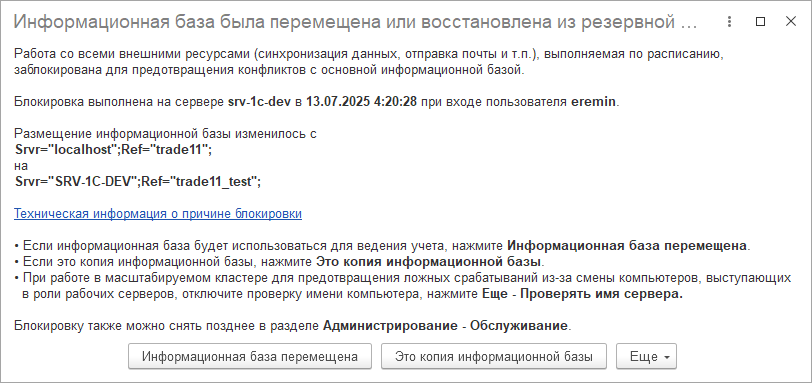 Информационная база была перемещена или восстановлена из резервной ...
Работа со всеми внешними ресурсами (синхронизация данных, отправка почты и т.п.), выполняемая по расписанию,
заблокирована для предотвращения конфликтов с основной информационной базой.
Блокировка выполнена на сервере srv-1c-dev в 13.07.2025 4:20:28 при входе пользователя eremin.
Размещение информационной базы изменилось с
Srvr="localhost";Ref="trade11";
на
Srvr="SRV-1C-DEV";Ref="trade11_test";
Техническая информация о причине блокировки
• Если информационная база будет использоваться для ведения учета, нажмите Информационная база перемещена.
• Если это копия информационной базы, нажмите Это копия информационной базы.
• При работе в масштабируемом кластере для предотвращения ложных срабатываний из-за смены компьютеров, выступающих
в роли рабочих серверов, отключите проверку имени компьютера, нажмите Еще - Проверять имя сервера.
Блокировку также можно снять позднее в разделе Администрирование - Обслуживание.
Информационная база перемещена
Это копия информационной базы
Еще